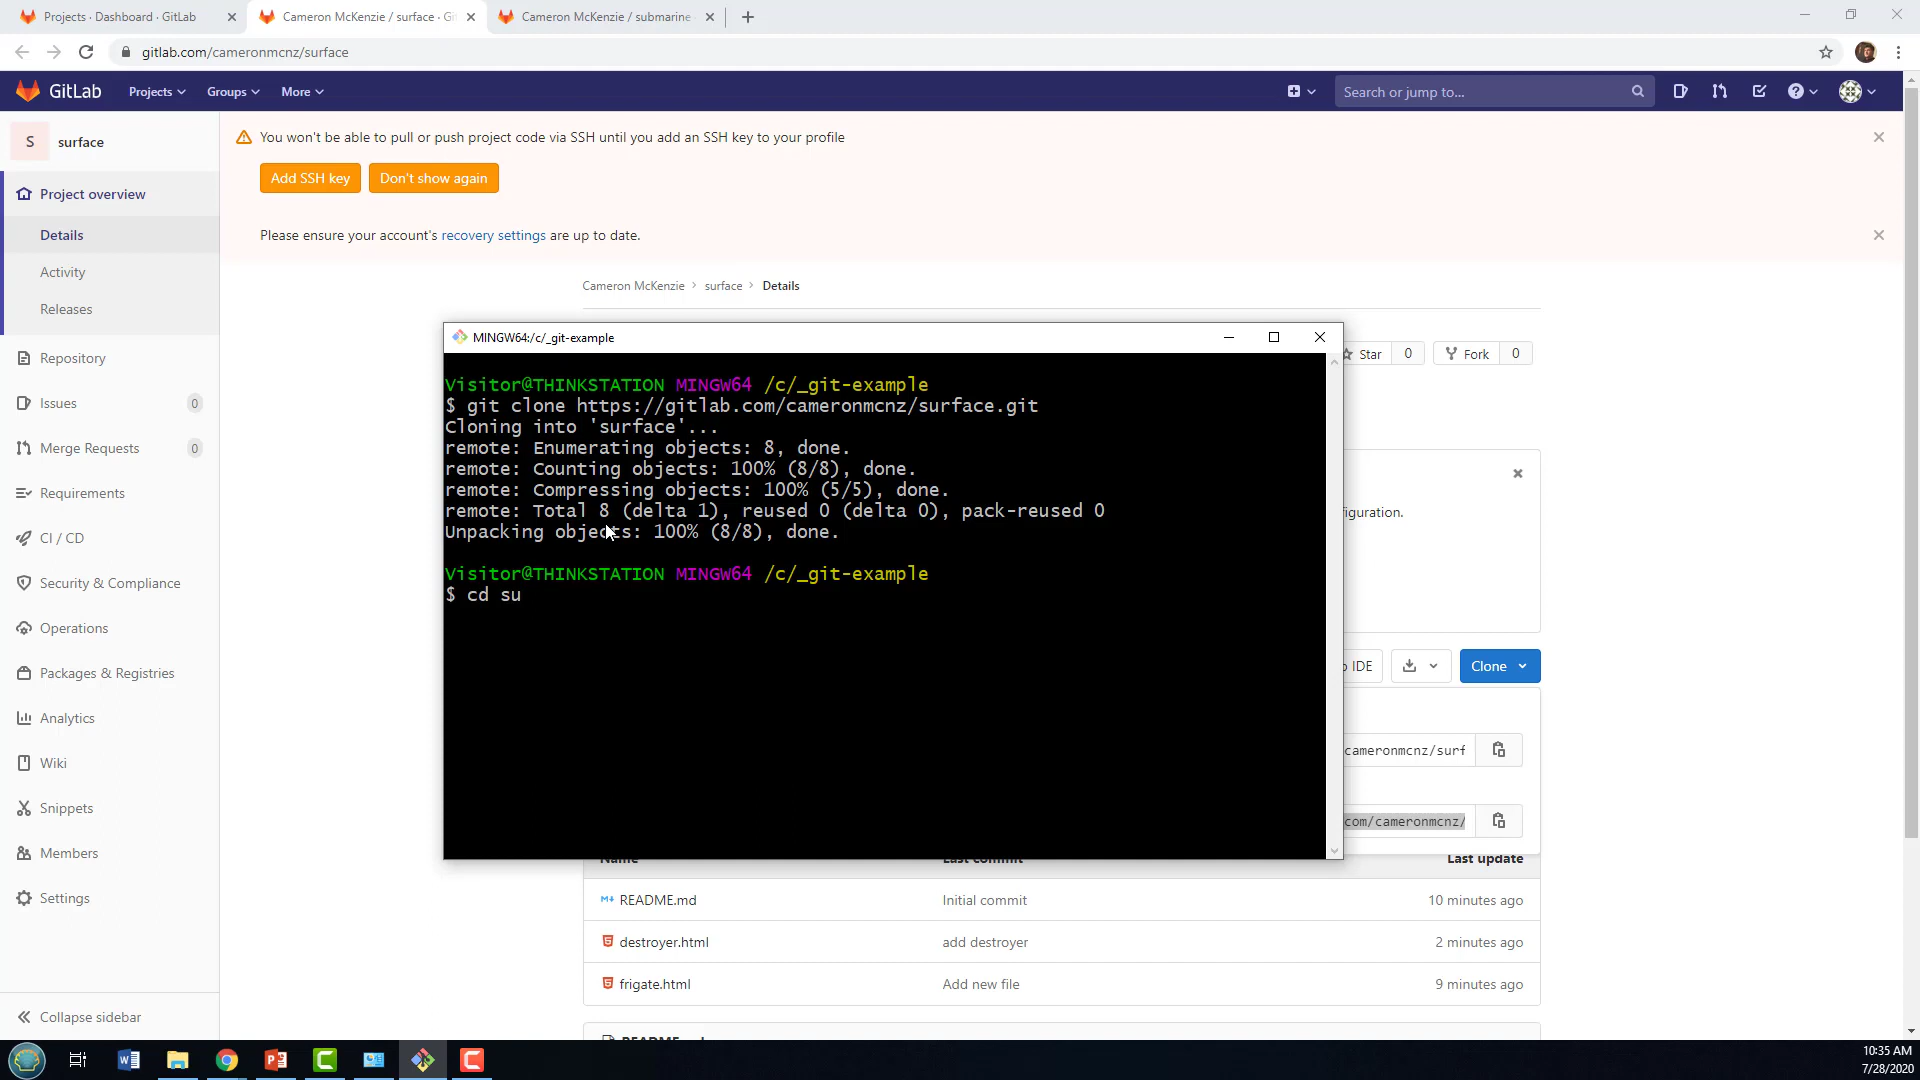 Projects · Dashboard · GitLab
Cameron McKenzie / surface · G
Cameron McKenzie / submarine
gitlab.com/cameronmcnz/surface
GitLab
Projects
Groups
More
Search or jump to...
S
surface
You won't be able to pull or push project code via SSH until you add an SSH key to your profile
Add SSH key
Don't show again
Please ensure your account's recovery settings are up to date.
Project overview
Details
Activity
Releases
Repository
Issues
0
Merge Requests
0
Requirements
CI / CD
Security & Compliance
Operations
Packages & Registries
Analytics
Wiki
Snippets
Members
Settings
Collapse sidebar
Cameron McKenzie > surface > Details
Star
0
Fork
0
iguration.
IDE
Clone
cameronmcnz/surf
com/cameronmcnz/
MINGW64:/c/_git-example
Visitor@THINKSTATION MINGW64 /c/_git-example
$ git clone https://gitlab.com/cameronmcnz/surface.git
Cloning into 'surface'...
remote: Enumerating objects: 8, done.
remote: Counting objects: 100% (8/8), done.
remote: Compressing objects: 100% (5/5), done.
remote: Total 8 (delta 1), reused 0 (delta 0), pack-reused 0
Unpacking objects: 100% (8/8), done.
Visitor@THINKSTATION MINGW64 /c/_git-example
$ cd su
Name
Last commit
Last update
README.md
Initial commit
10 minutes ago
destroyer.html
add destroyer
2 minutes ago
frigate.html
Add new file
9 minutes ago
10:35 AM
7/28/2020